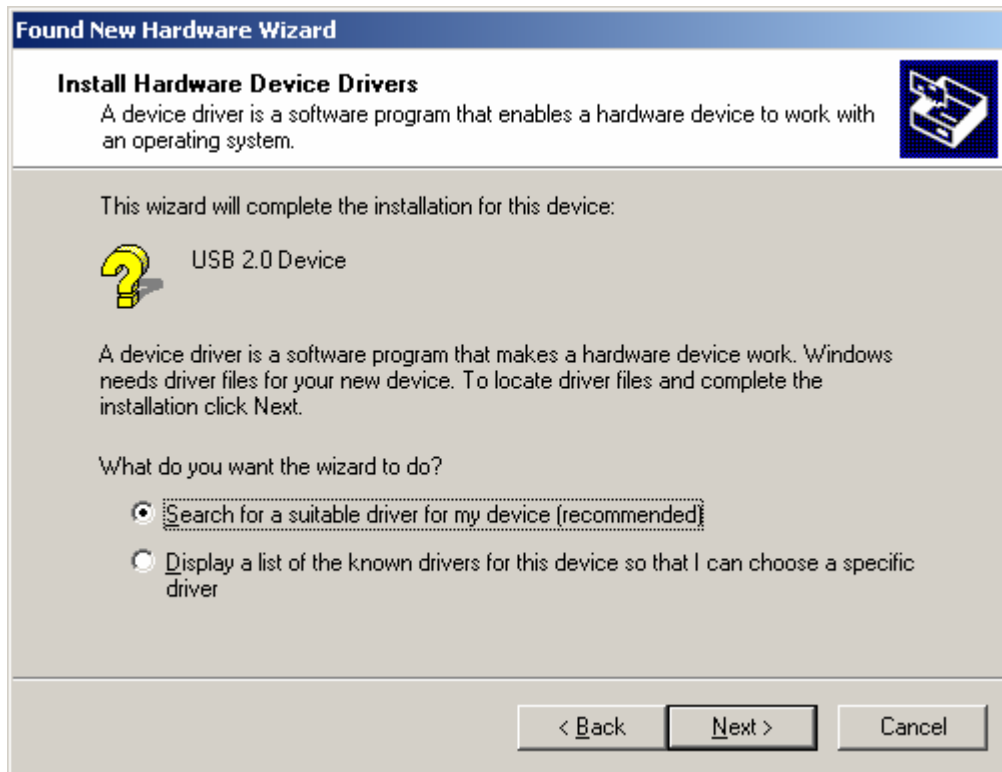 Found New Hardware Wizard
Install Hardware Device Drivers
A device driver is a software program that enables a hardware device to work with
an operating system.
This wizard will complete the installation for this device:
USB 2.0 Device
A device driver is a software program that makes a hardware device work. Windows
needs driver files for your new device. To locate driver files and complete the
installation click Next.
What do you want the wizard to do?
Search for a suitable driver for my device (recommended)
Display a list of the known drivers for this device so that I can choose a specific
driver
< Back
Next >
Cancel